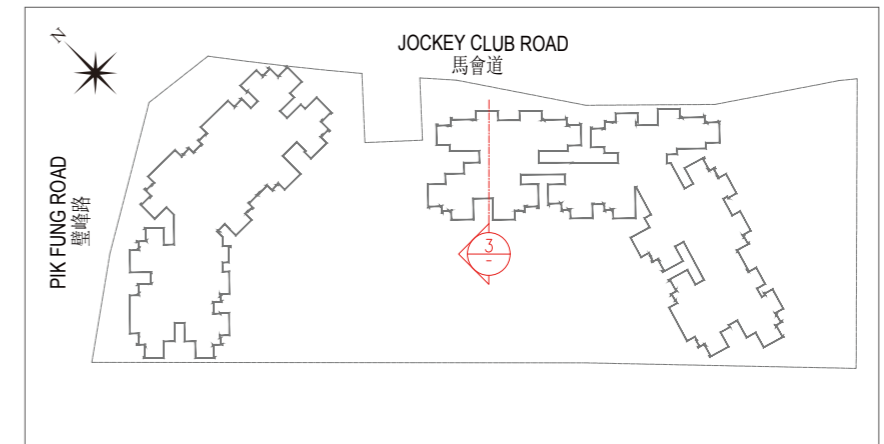 N
JOCKEY CLUB ROAD
馬會道
PIK FUNG ROAD
璧峰路
3
-